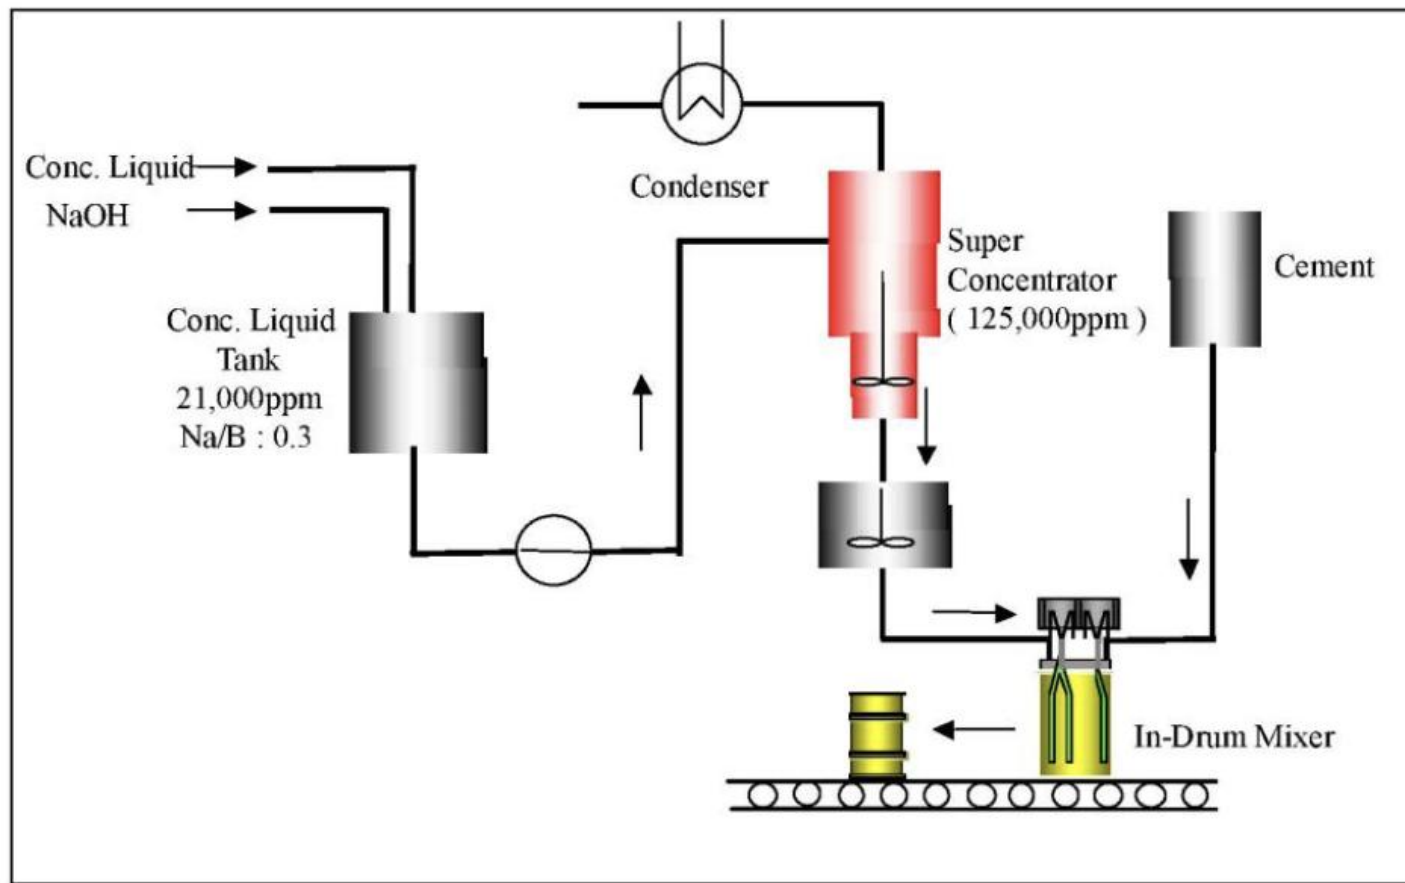 Conc. Liquid
NaOH
Conc. Liquid
Tank
21,000ppm
Na/B : 0.3
Condenser
Super
Concentrator
( 125,000ppm )
Cement
In-Drum Mixer